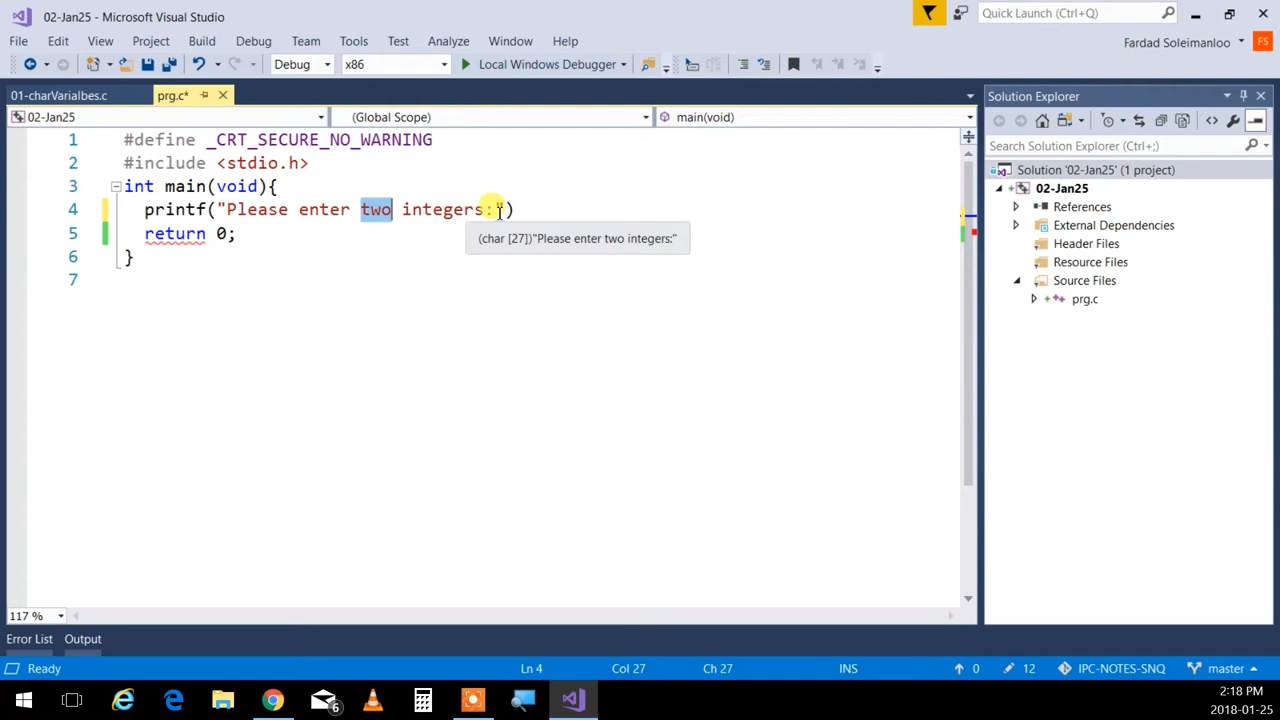 02-Jan25 - Microsoft Visual Studio
Quick Launch (Ctrl+Q)
File Edit View Project Build Debug Team Tools Test Analyze Window Help
Fardad Soleimanloo FS
Debug x86 Local Windows Debugger
01-charVarialbes.c prg.c*
02-Jan25 (Global Scope) main(void)
1 #define _CRT_SECURE_NO_WARNING
2 #include <stdio.h>
3 int main(void){
4 printf("Please enter two integers:")
(char [27])"Please enter two integers:"
5 return 0;
6 }
7
Solution Explorer
Search Solution Explorer (Ctrl+;)
Solution '02-Jan25' (1 project)
02-Jan25
References
External Dependencies
Header Files
Resource Files
Source Files
prg.c
117 %
Error List Output
Ready Ln 4 Col 27 Ch 27 INS 0 12 IPC-NOTES-SNQ master
6
2:18 PM
2018-01-25